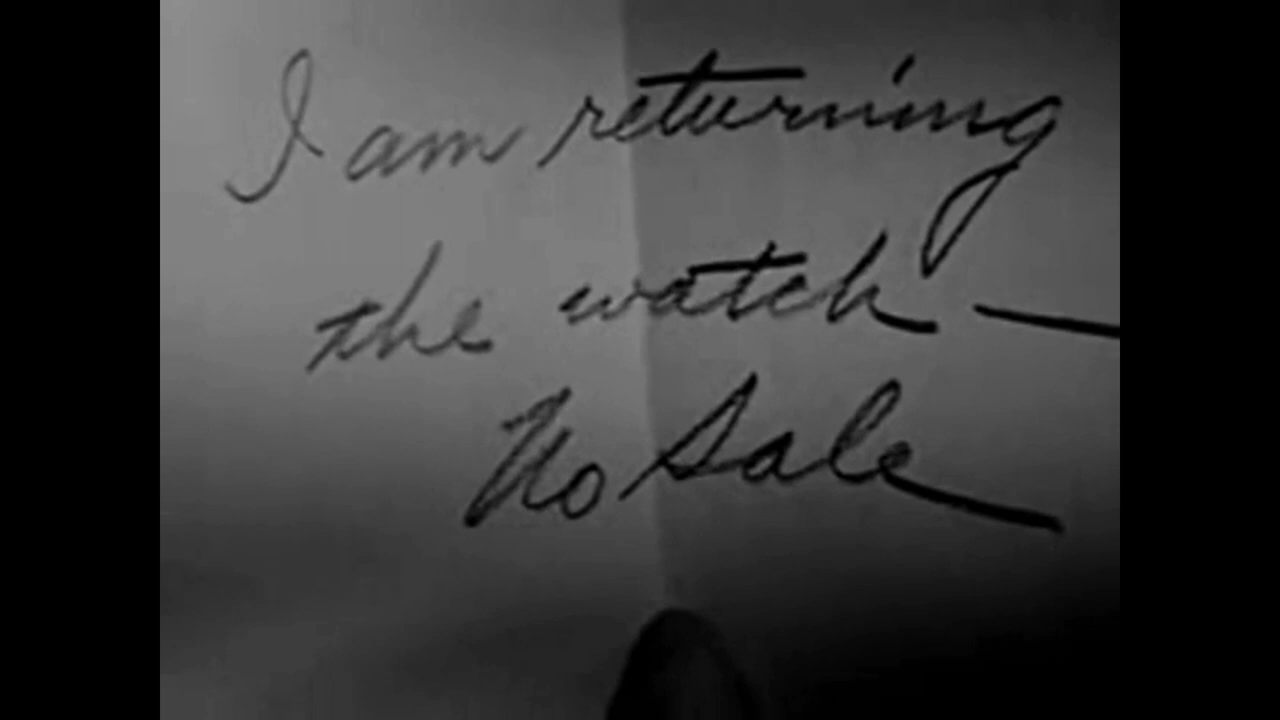 I am returning
the watch —
No Sale